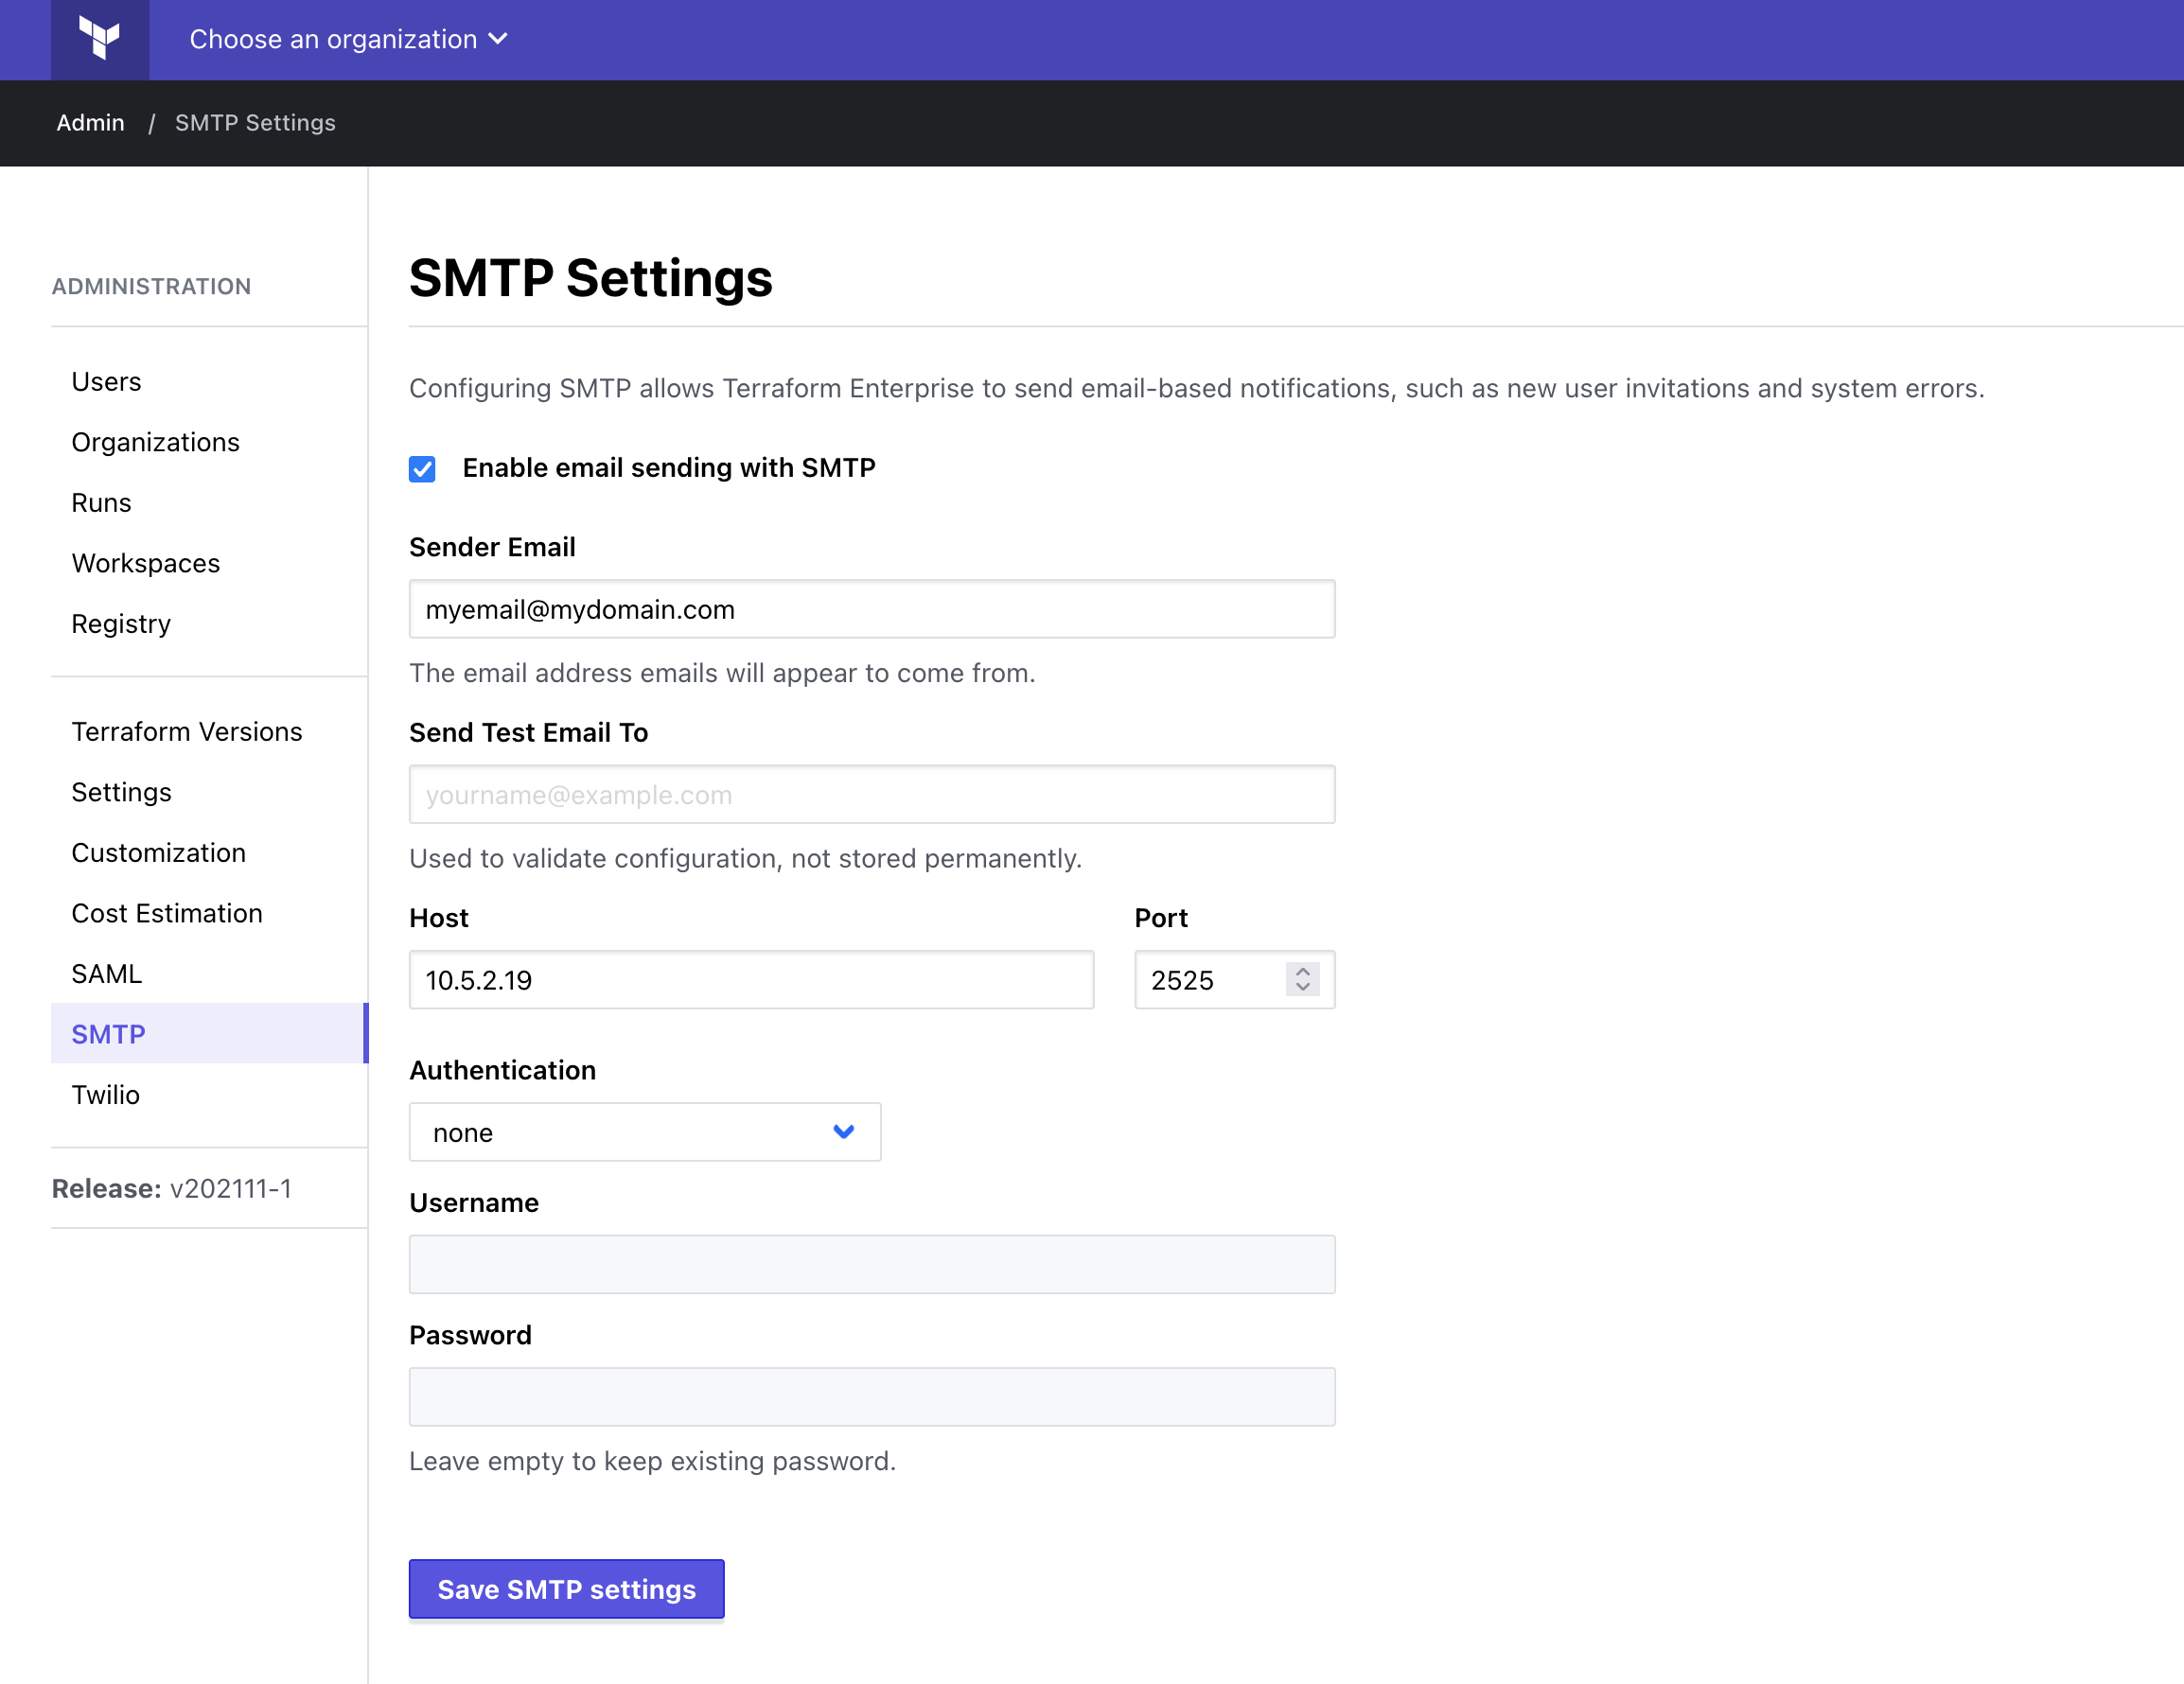 Choose an organization
Admin / SMTP Settings
ADMINISTRATION
Users
Organizations
Runs
Workspaces
Registry
Terraform Versions
Settings
Customization
Cost Estimation
SAML
SMTP
Twilio
Release: v202111-1
SMTP Settings
Configuring SMTP allows Terraform Enterprise to send email-based notifications, such as new user invitations and system errors.
Enable email sending with SMTP
Sender Email
myemail@mydomain.com
The email address emails will appear to come from.
Send Test Email To
yourname@example.com
Used to validate configuration, not stored permanently.
Host Port
10.5.2.19 2525
Authentication
none
Username
Password
Leave empty to keep existing password.
Save SMTP settings